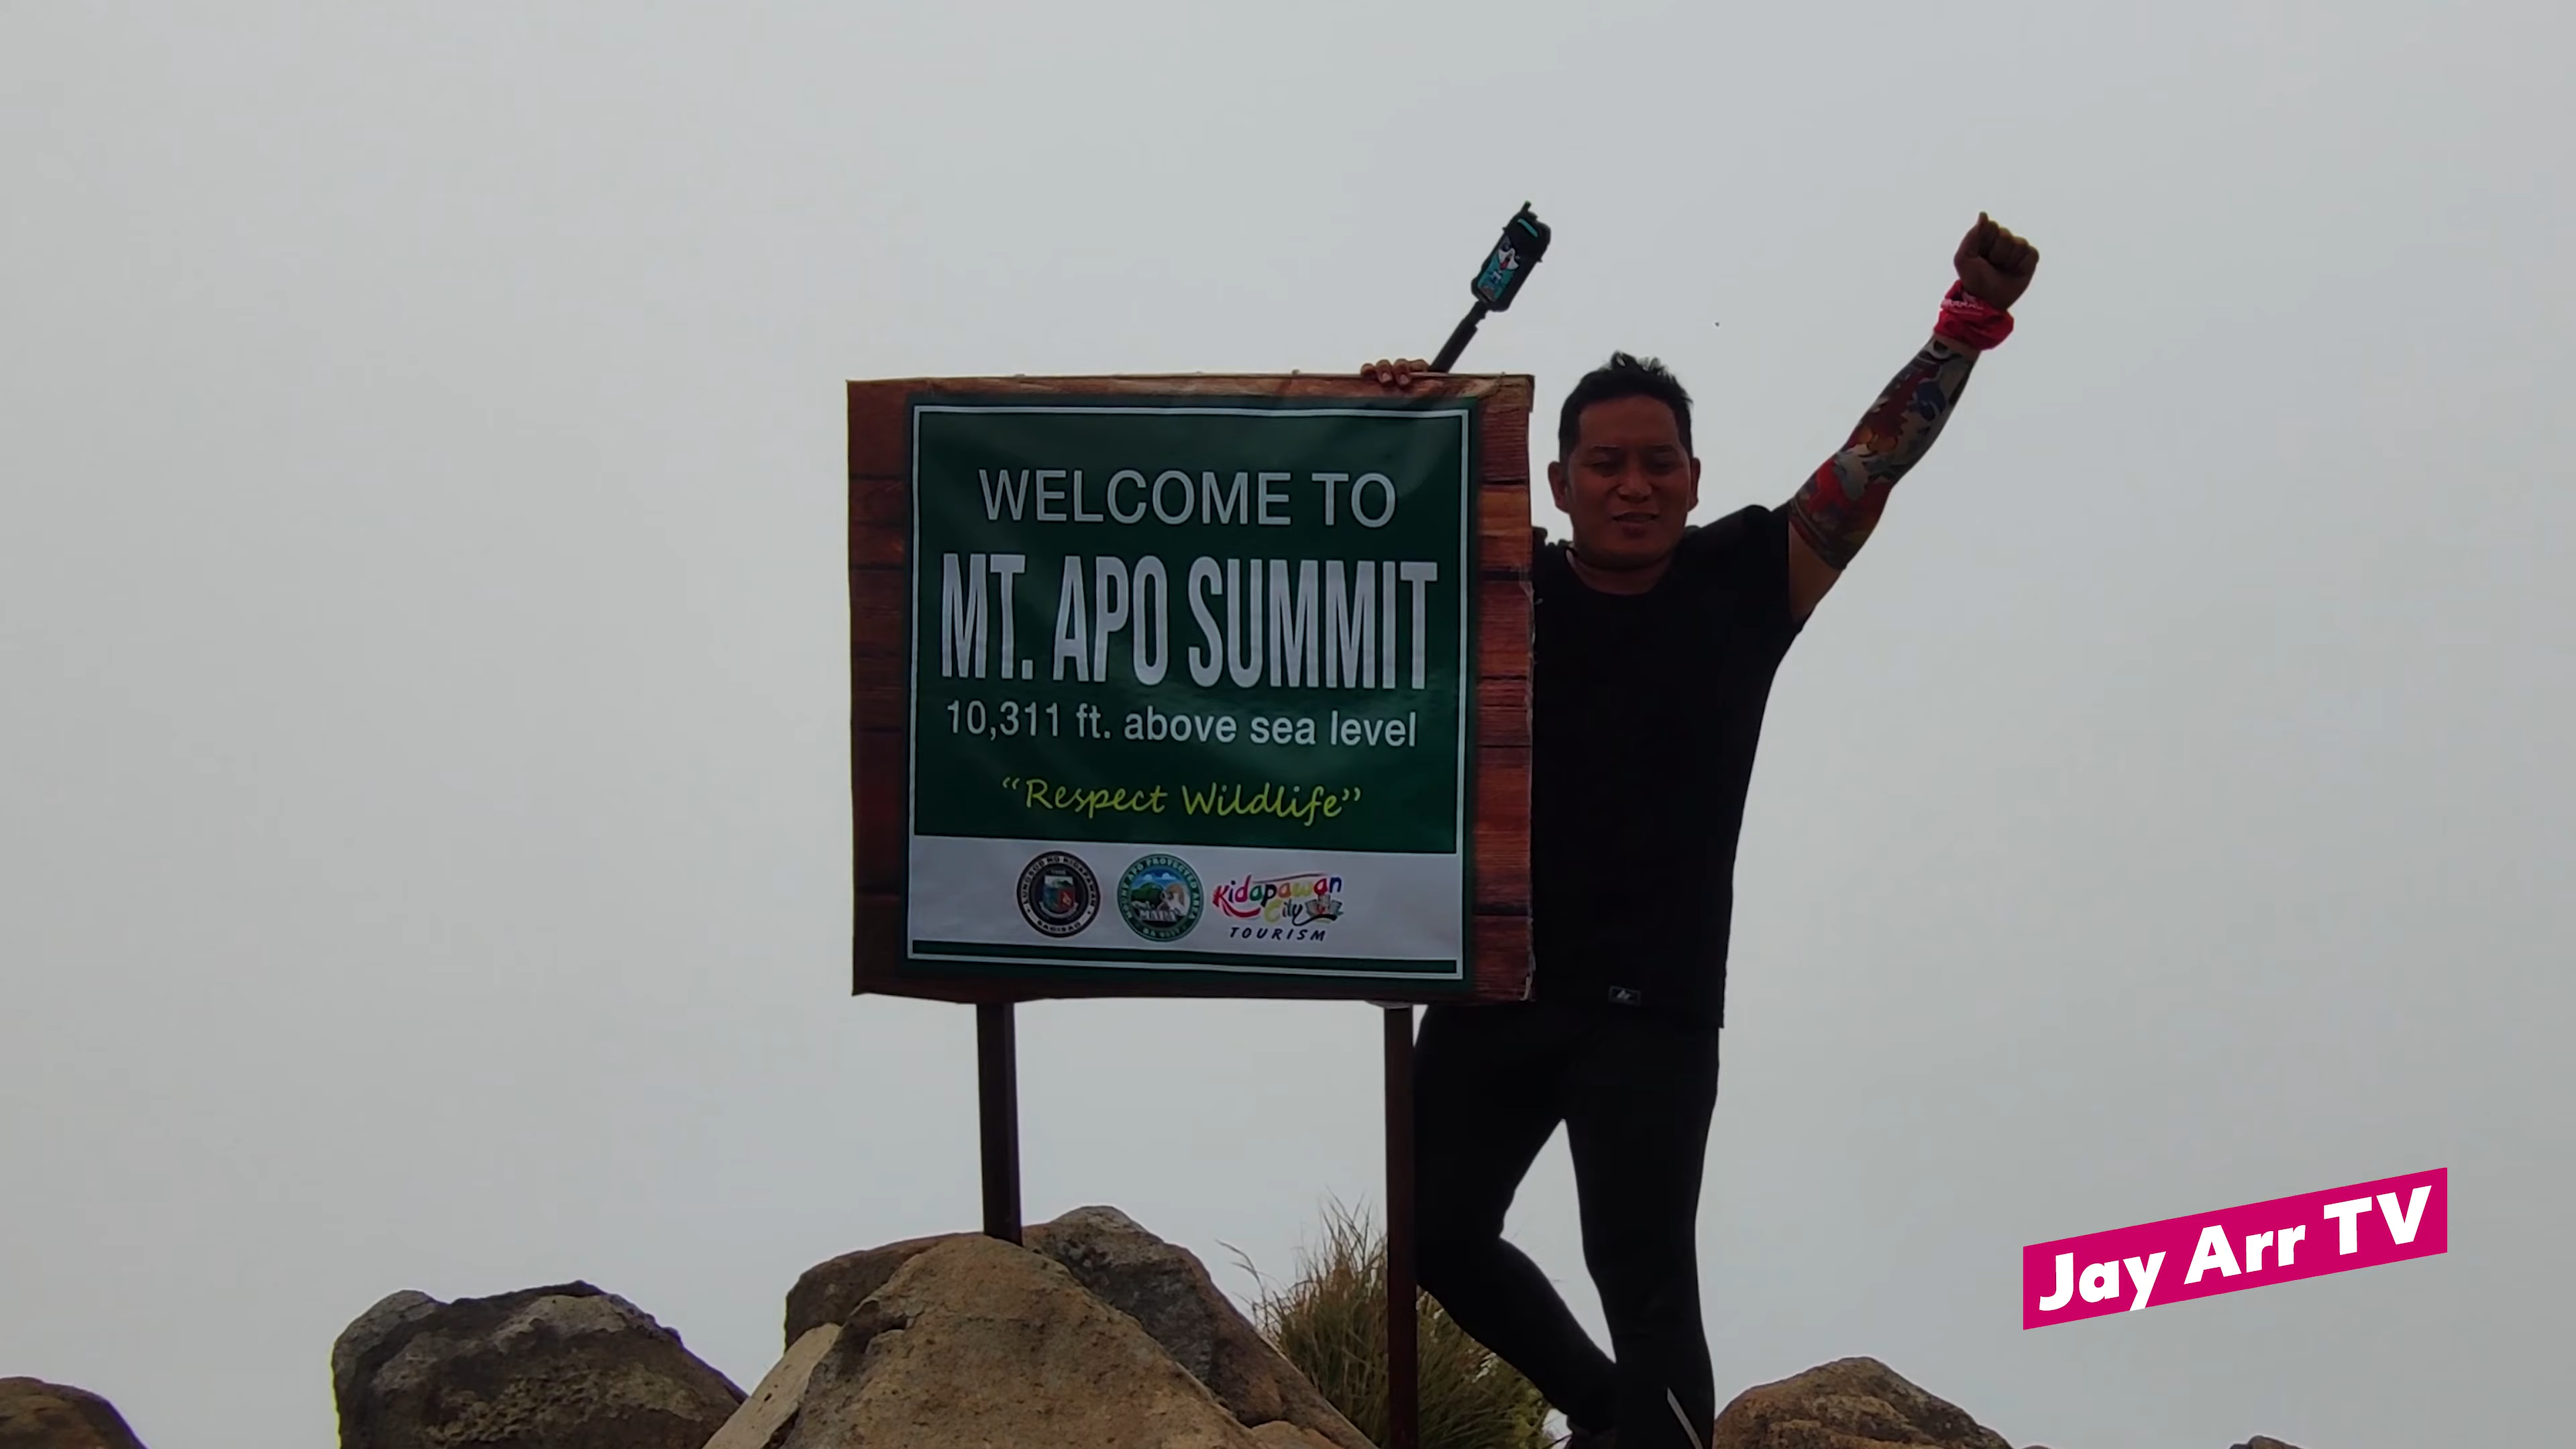 WELCOME TO
MT. APO SUMMIT
10,311 ft. above sea level
“Respect Wildlife”
Kidapawan
City
TOURISM
Jay Arr TV